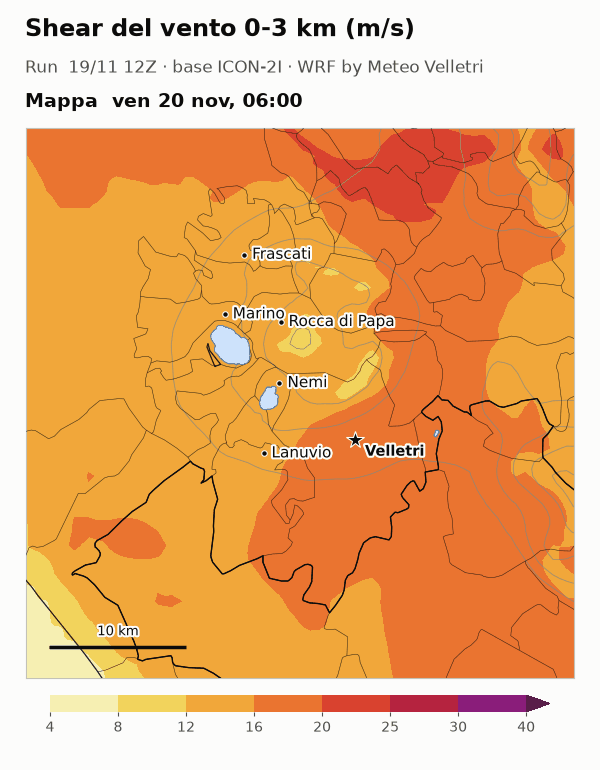 Shear del vento 0-3 km (m/s)
Run 19/11 12Z · base ICON-2I · WRF by Meteo Velletri
Mappa ven 20 nov, 06:00
Frascati
Marino
Rocca di Papa
Nemi
Velletri
Lanuvio
10 km
4 8 12 16 20 25 30 40